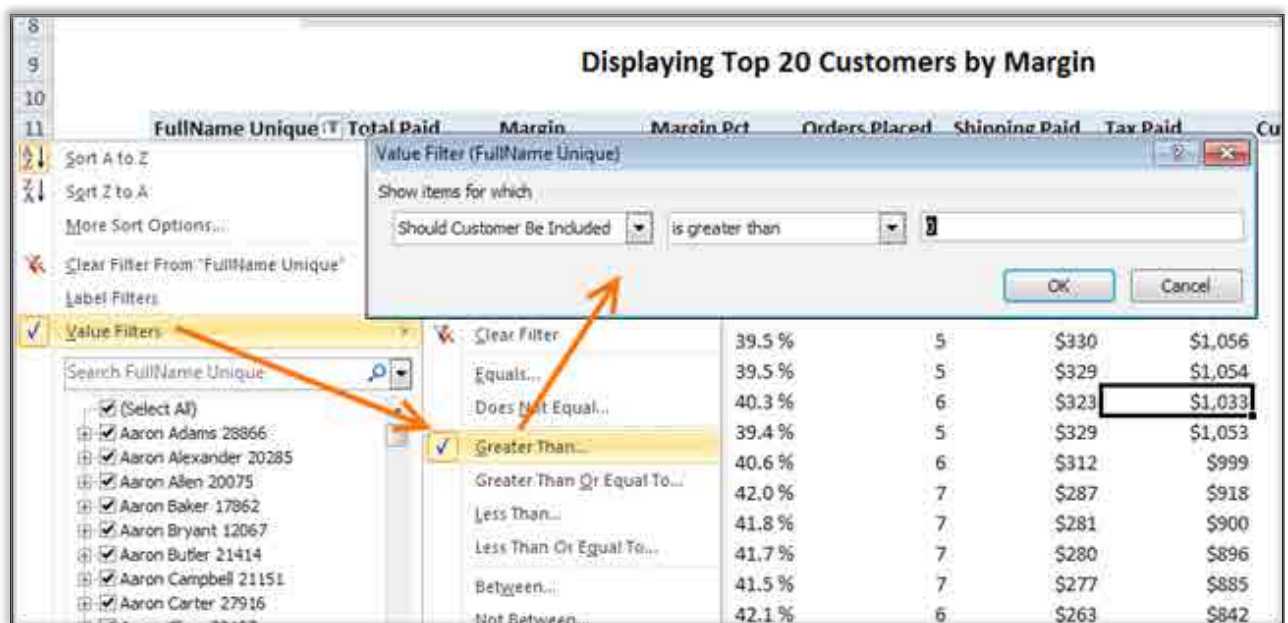 8
9
Displaying Top 20 Customers by Margin
10
11 FullName Unique Total Paid Margin Margin Pct Orders Placed Shipping Paid Tax Paid Cu
Sort A to Z
Sort Z to A
More Sort Options...
Clear Filter From "FullName Unique"
Label Filters
Value Filters
Search FullName Unique
(Select All)
Aaron Adams 28866
Aaron Alexander 20285
Aaron Allen 20075
Aaron Baker 17862
Aaron Bryant 12067
Aaron Butler 21414
Aaron Campbell 21151
Aaron Carter 27916
Value Filter (FullName Unique)
Show items for which
Should Customer Be Included is greater than 0
OK Cancel
Clear Filter
Equals...
Does Not Equal...
Greater Than...
Greater Than Or Equal To...
Less Than...
Less Than Or Equal To...
Between...
Not Between...
39.5 % 5 $330 $1,056
39.5 % 5 $329 $1,054
40.3 % 6 $323 $1,033
39.4 % 5 $329 $1,053
40.6 % 6 $312 $999
42.0 % 7 $287 $918
41.8 % 7 $281 $900
41.7 % 7 $280 $896
41.5 % 7 $277 $885
42.1 % 6 $263 $842